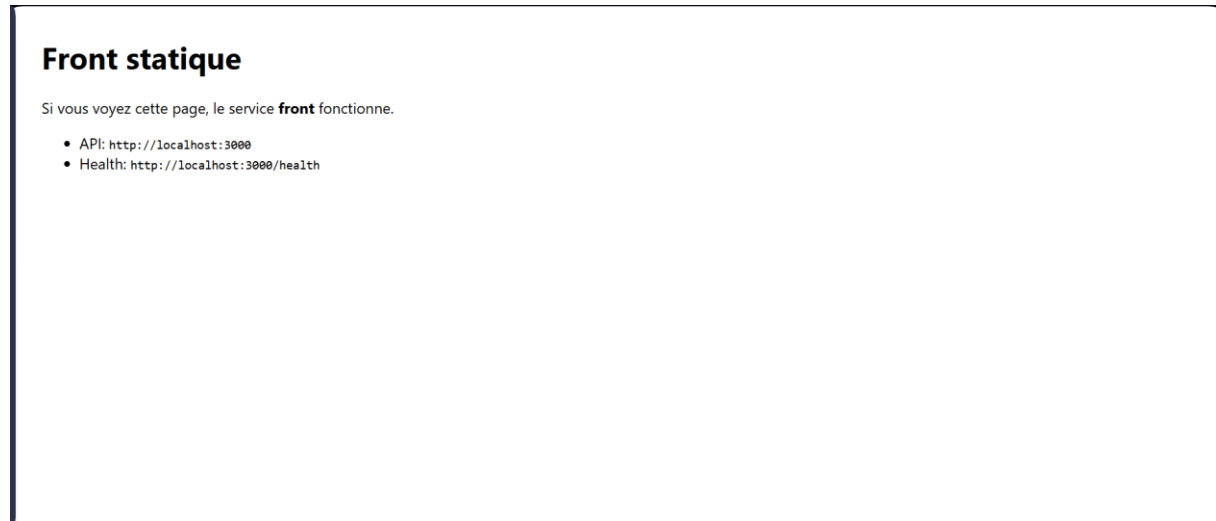 Front statique
Si vous voyez cette page, le service front fonctionne.
• API: http://localhost:3000
• Health: http://localhost:3000/health